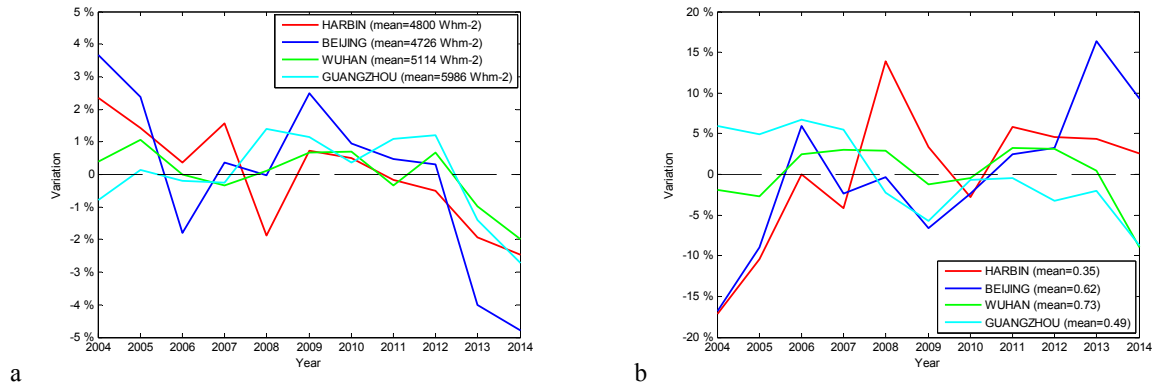 5 %
4 %
3 %
2 %
1 %
0
-1 %
-2 %
-3 %
-4 %
-5 %
Variation
HARBIN (mean=4800 Whm-2)
BEIJING (mean=4726 Whm-2)
WUHAN (mean=5114 Whm-2)
GUANGZHOU (mean=5986 Whm-2)
2004 2005 2006 2007 2008 2009 2010 2011 2012 2013 2014
Year
a
20 %
15 %
10 %
5 %
0
-5 %
-10 %
-15 %
-20 %
Variation
HARBIN (mean=0.35)
BEIJING (mean=0.62)
WUHAN (mean=0.73)
GUANGZHOU (mean=0.49)
2004 2005 2006 2007 2008 2009 2010 2011 2012 2013 2014
Year
b